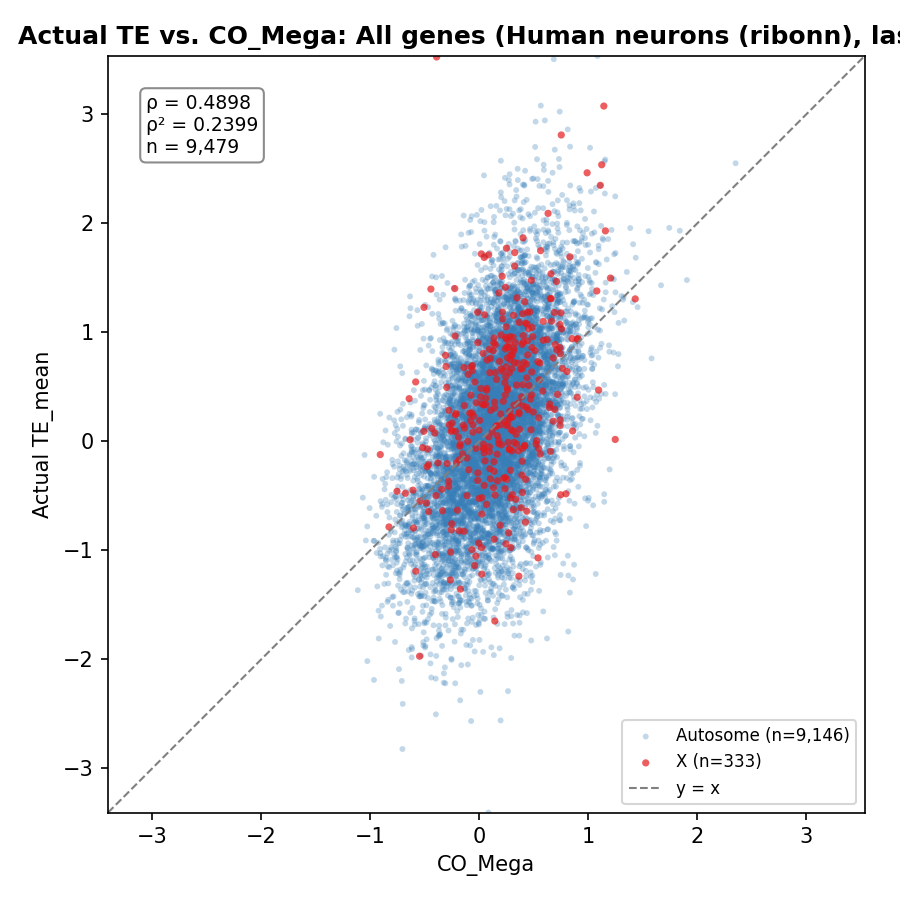 Actual TE vs. CO_Mega: All genes (Human neurons (ribonn), las
ρ = 0.4898
ρ² = 0.2399
n = 9,479
3
2
1
0
−1
−2
−3
Actual TE_mean
Autosome (n=9,146)
X (n=333)
y = x
−3 −2 −1 0 1 2 3
CO_Mega